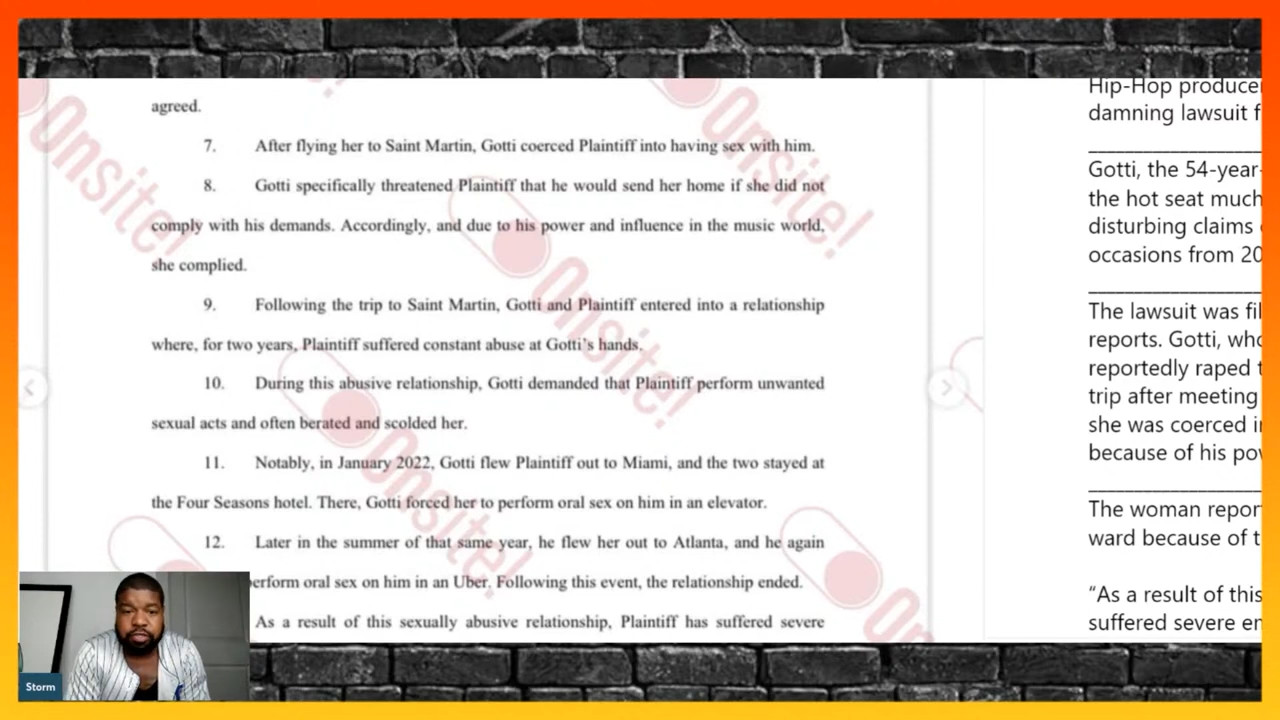 agreed.
7. After flying her to Saint Martin, Gotti coerced Plaintiff into having sex with him.
8. Gotti specifically threatened Plaintiff that he would send her home if she did not
comply with his demands. Accordingly, and due to his power and influence in the music world,
she complied.
9. Following the trip to Saint Martin, Gotti and Plaintiff entered into a relationship
where, for two years, Plaintiff suffered constant abuse at Gotti's hands.
10. During this abusive relationship, Gotti demanded that Plaintiff perform unwanted
sexual acts and often berated and scolded her.
11. Notably, in January 2022, Gotti flew Plaintiff out to Miami, and the two stayed at
the Four Seasons hotel. There, Gotti forced her to perform oral sex on him in an elevator.
12. Later in the summer of that same year, he flew her out to Atlanta, and he again
erform oral sex on him in an Uber. Following this event, the relationship ended.
As a result of this sexually abusive relationship, Plaintiff has suffered severe
Onsite!
Onsite!
Onsite!
Onsite!
On
Hip-Hop producer
damning lawsuit f
Gotti, the 54-year-
the hot seat much
disturbing claims
occasions from 20
The lawsuit was fil
reports. Gotti, who
reportedly raped t
trip after meeting
she was coerced i
because of his po
The woman repor
ward because of t
“As a result of this
suffered severe en
Storm